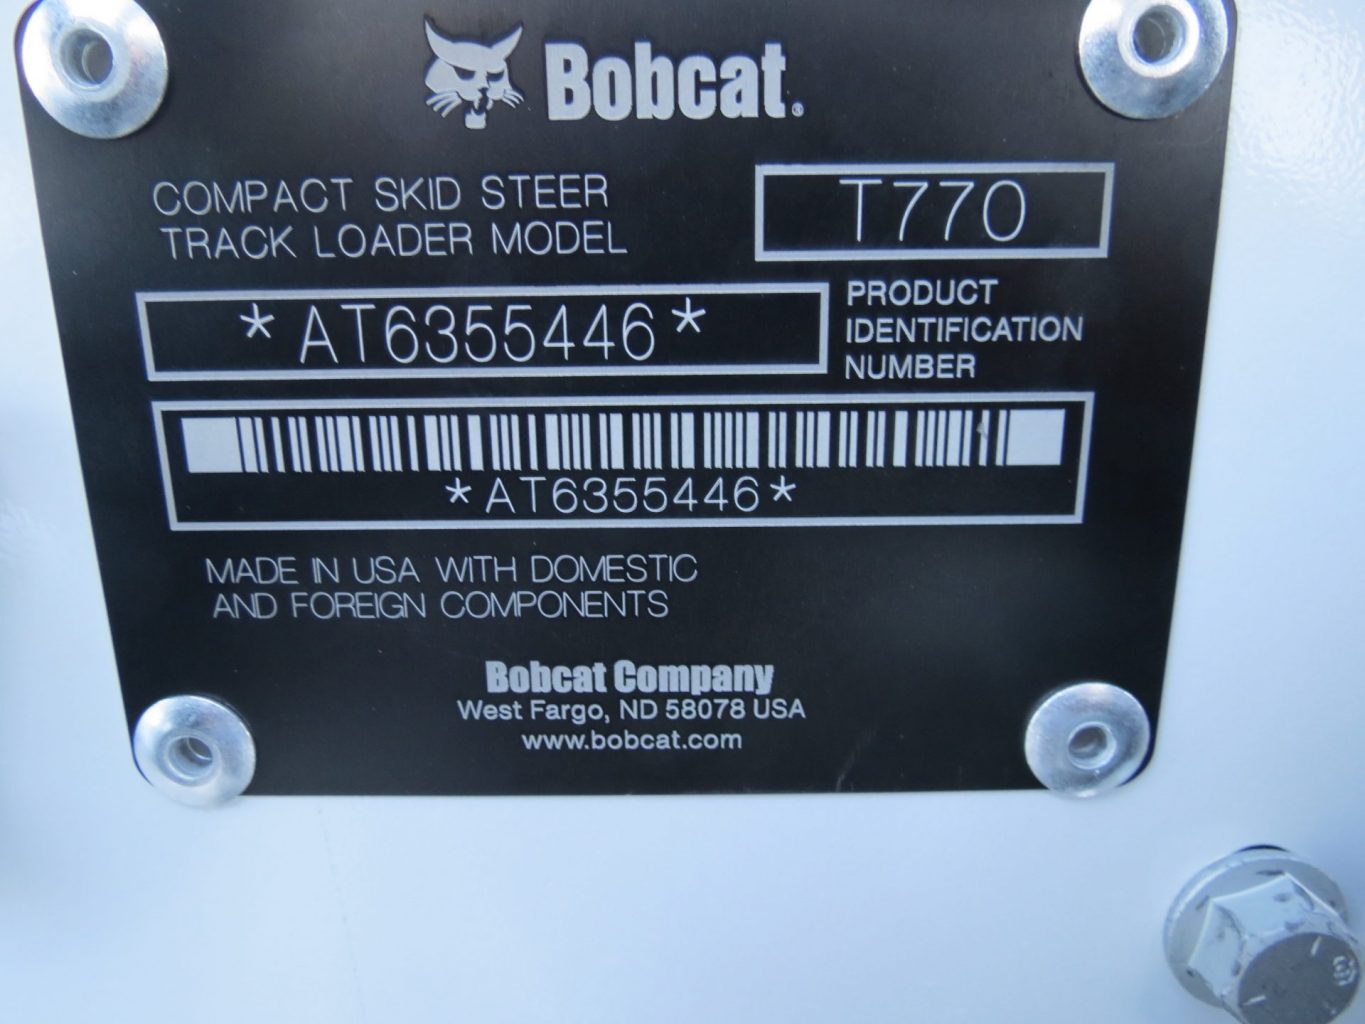 Bobcat®
COMPACT SKID STEER
TRACK LOADER MODEL
T770
*AT6355446*
PRODUCT
IDENTIFICATION
NUMBER
*AT6355446*
MADE IN USA WITH DOMESTIC
AND FOREIGN COMPONENTS
Bobcat Company
West Fargo, ND 58078 USA
www.bobcat.com